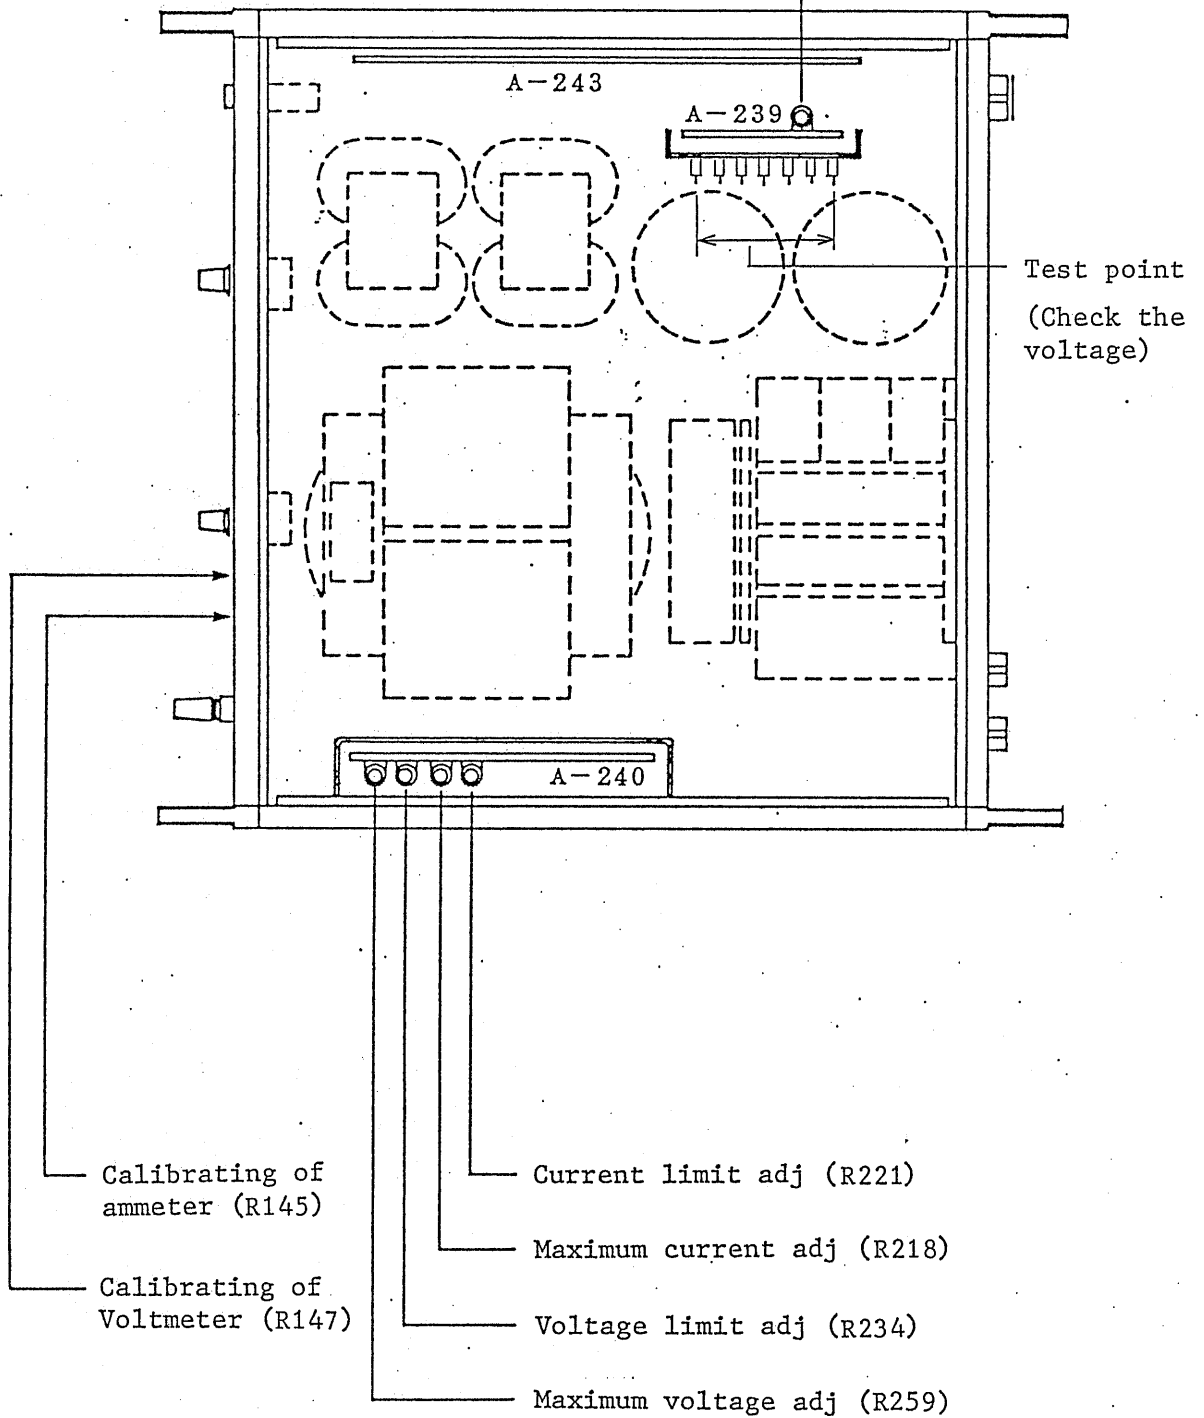 A-243
A-239
Test point
(Check the
voltage)
A-240
Calibrating of
ammeter (R145)
Calibrating of
Voltmeter (R147)
Current limit adj (R221)
Maximum current adj (R218)
Voltage limit adj (R234)
Maximum voltage adj (R259)